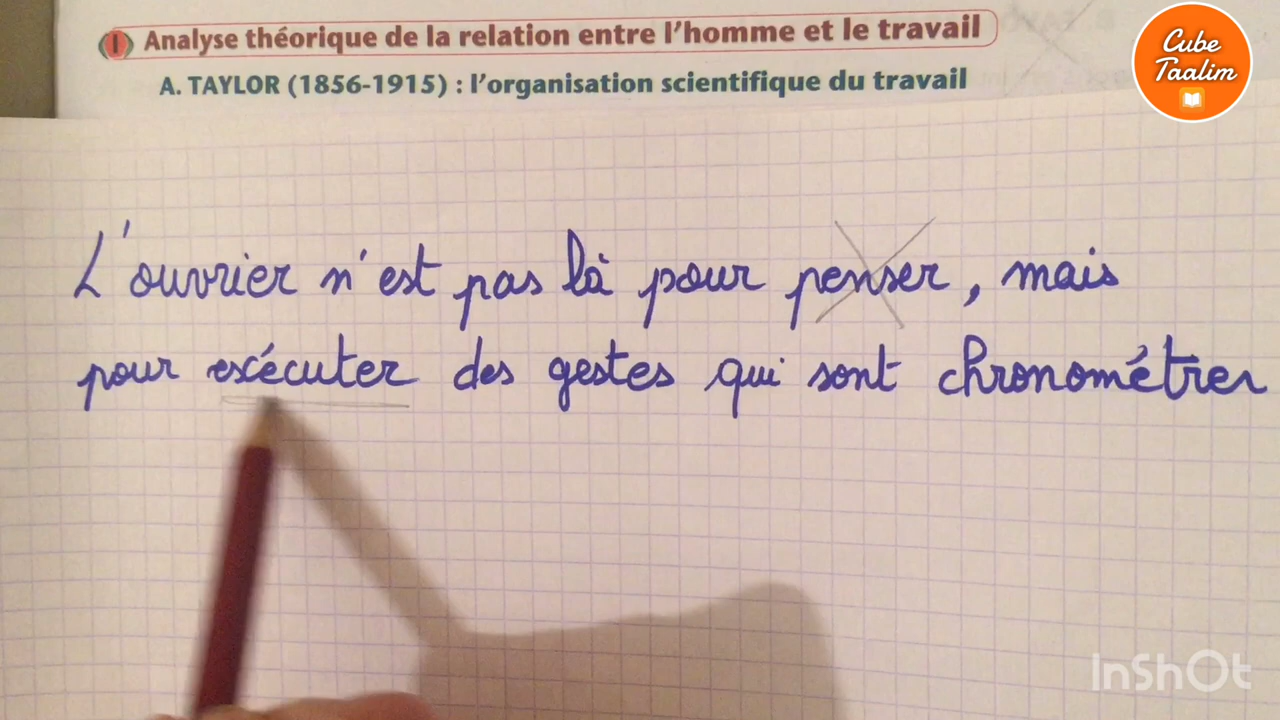 I Analyse théorique de la relation entre l'homme et le travail
A. TAYLOR (1856-1915) : l'organisation scientifique du travail
Cube
Taalim
L'ouvrier n'est pas là pour penser, mais
pour exécuter des gestes qui sont chronométrer
InShOt